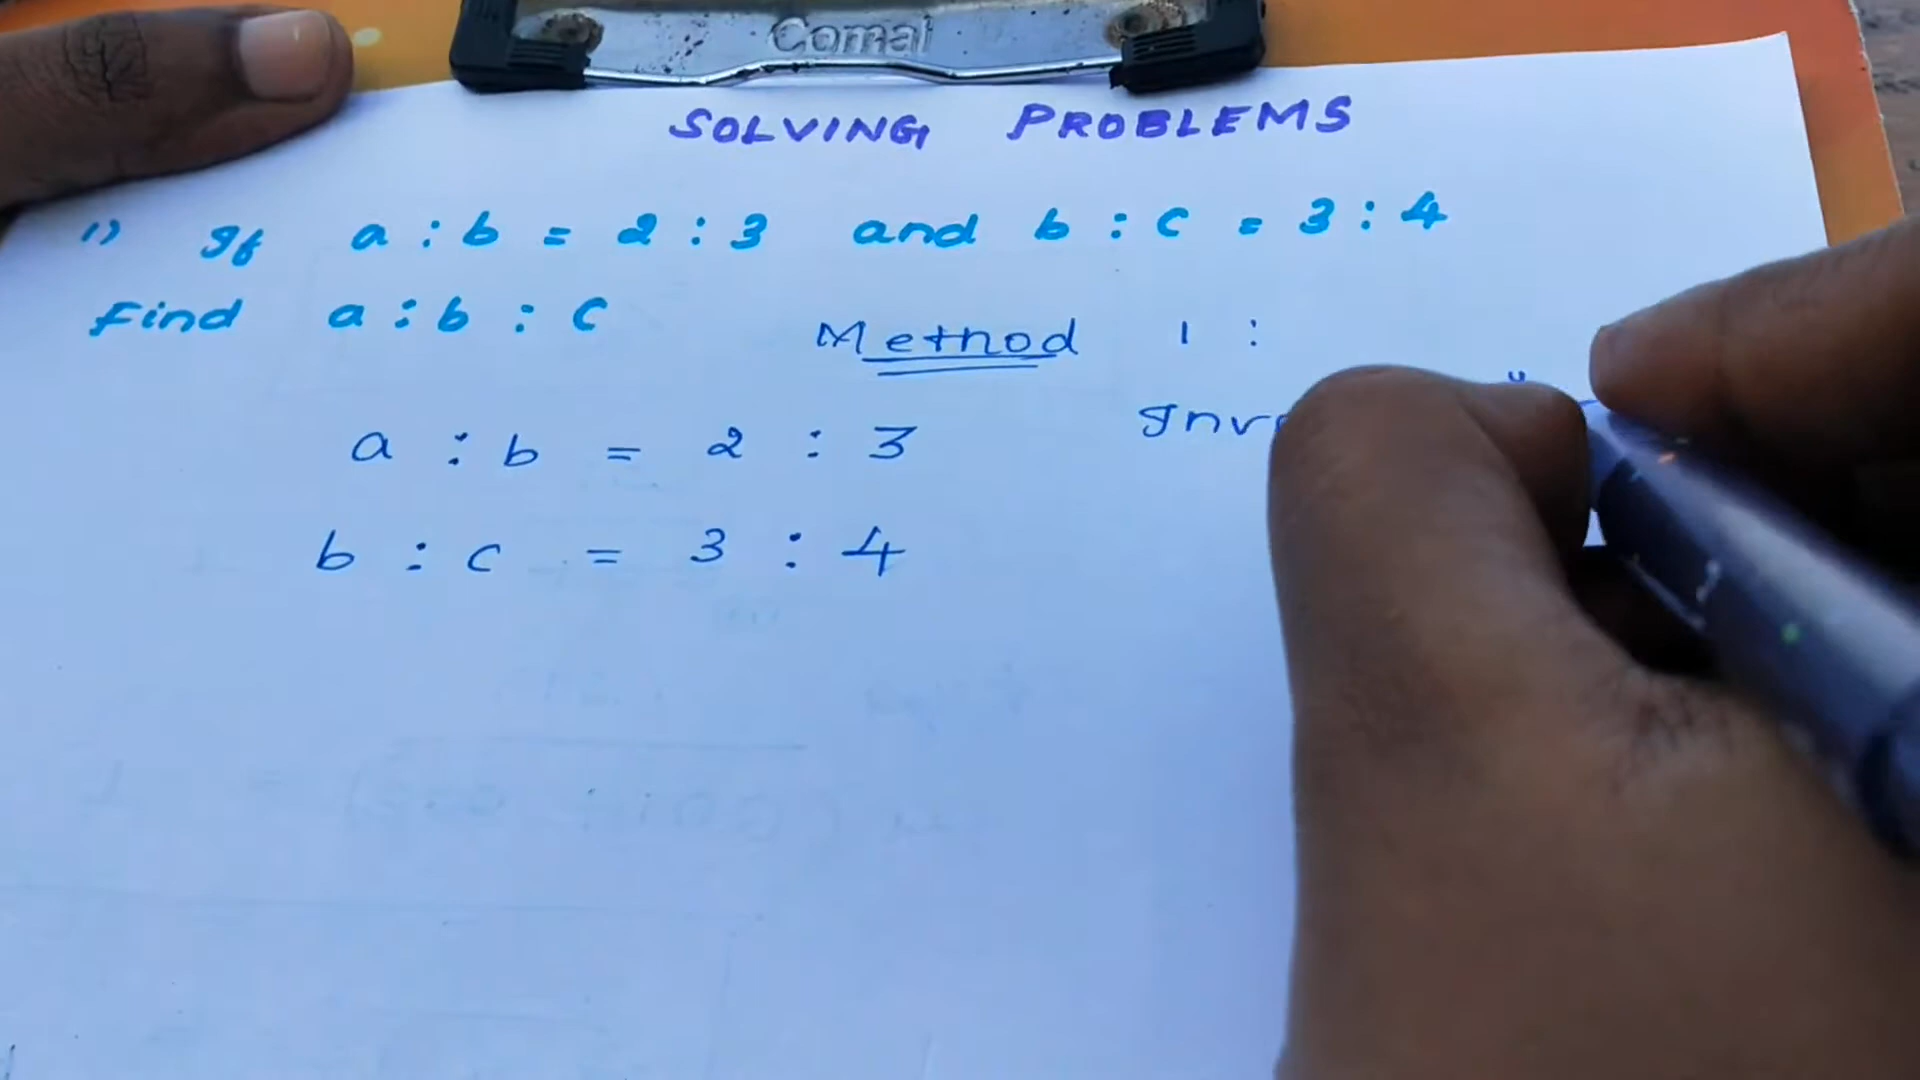 Comal
SOLVING PROBLEMS
1) If a : b = 2 : 3 and b : c = 3 : 4
Find a : b : c
Method 1 :
a : b = 2 : 3
b : c = 3 : 4